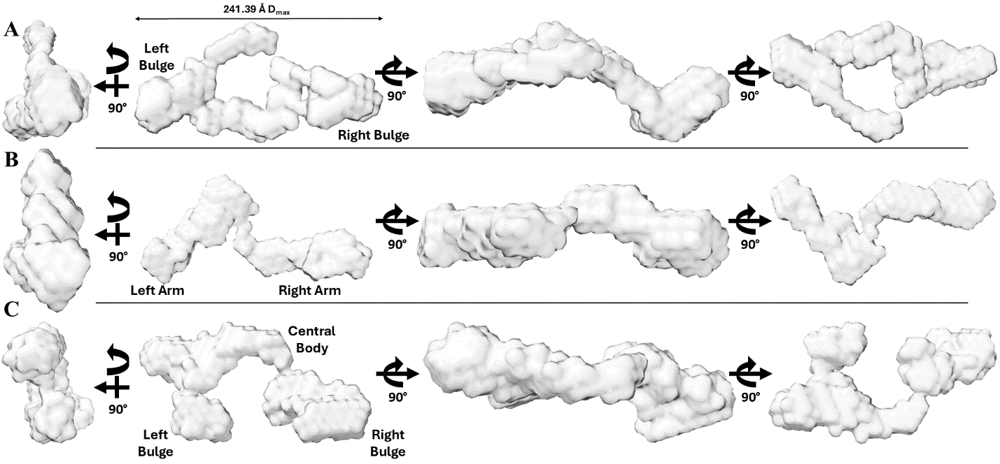 241.39 Å Dmax
A
Left
Bulge
90°
90°
90°
Right Bulge
B
90°
90°
90°
Left Arm
Right Arm
C
Central
Body
90°
90°
90°
Left
Bulge
Right
Bulge